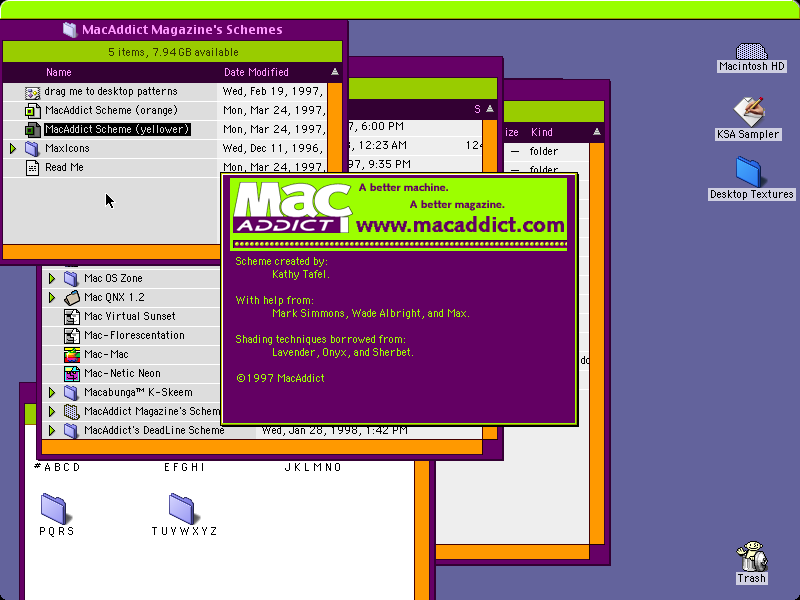 MacAddict Magazine's Schemes
5 items, 7.94 GB available
Name Date Modified
drag me to desktop patterns Wed, Feb 19, 1997,
MacAddict Scheme (orange) Mon, Mar 24, 1997,
MacAddict Scheme (yellower) Mon, Mar 24, 1997,
MaxIcons Wed, Dec 11, 1996,
Read Me Mon, Mar 24, 1997,
S
7, 6:00 PM
8, 12:23 AM 124
97, 9:35 PM
ize Kind
— folder
— folder
Mac ADDICT
A better machine.
A better magazine.
www.macaddict.com
Scheme created by:
Kathy Tafel.
With help from:
Mark Simmons, Wade Albright, and Max.
Shading techniques borrowed from:
Lavender, Onyx, and Sherbet.
©1997 MacAddict
Mac OS Zone
Mac QNX 1.2
Mac Virtual Sunset
Mac-Florescentation
Mac-Mac
Mac-Netic Neon
Macabunga™ K-Skeem
MacAddict Magazine's Schem
MacAddict's DeadLine Scheme Wed, Jan 28, 1998, 1:42 PM
#ABCD
EFGHI
JKLMNO
PQRS
TUVWXYZ
Macintosh HD
KSA Sampler
Desktop Textures
Trash